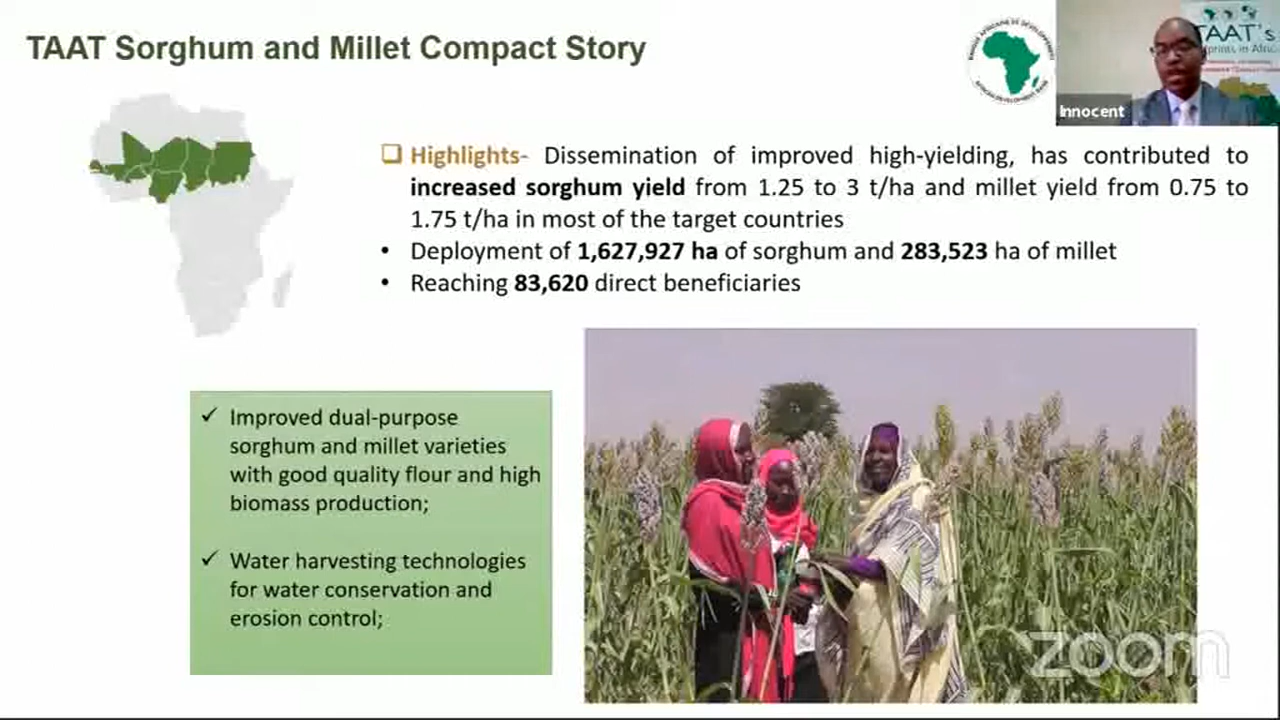 TAAT Sorghum and Millet Compact Story
TAAT's
Innocent
Highlights- Dissemination of improved high-yielding, has contributed to
increased sorghum yield from 1.25 to 3 t/ha and millet yield from 0.75 to
1.75 t/ha in most of the target countries
• Deployment of 1,627,927 ha of sorghum and 283,523 ha of millet
• Reaching 83,620 direct beneficiaries
✓ Improved dual-purpose
sorghum and millet varieties
with good quality flour and high
biomass production;
✓ Water harvesting technologies
for water conservation and
erosion control;
zoom